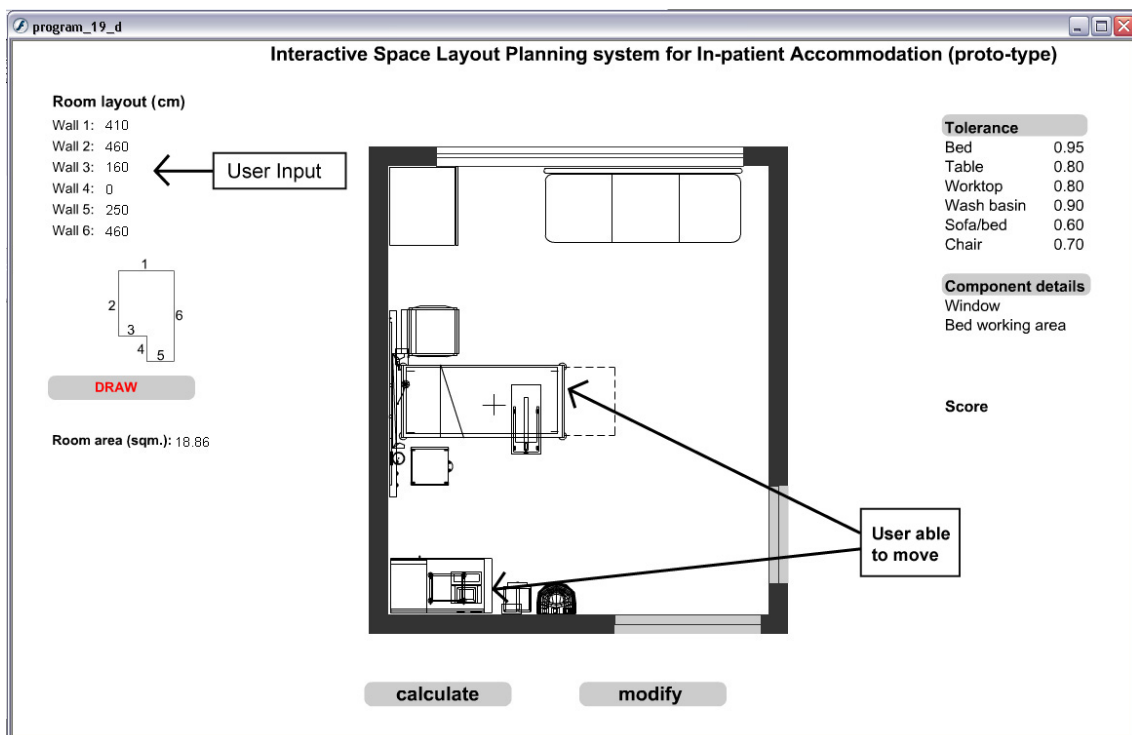 program_19_d
Interactive Space Layout Planning system for In-patient Accommodation (proto-type)
Room layout (cm)
Wall 1: 410
Wall 2: 460
Wall 3: 160
Wall 4: 0
Wall 5: 250
Wall 6: 460
User Input
1
2
6
3
4
5
DRAW
Room area (sqm.): 18.86
Tolerance
Bed 0.95
Table 0.80
Worktop 0.80
Wash basin 0.90
Sofa/bed 0.60
Chair 0.70
Component details
Window
Bed working area
Score
User able
to move
calculate
modify